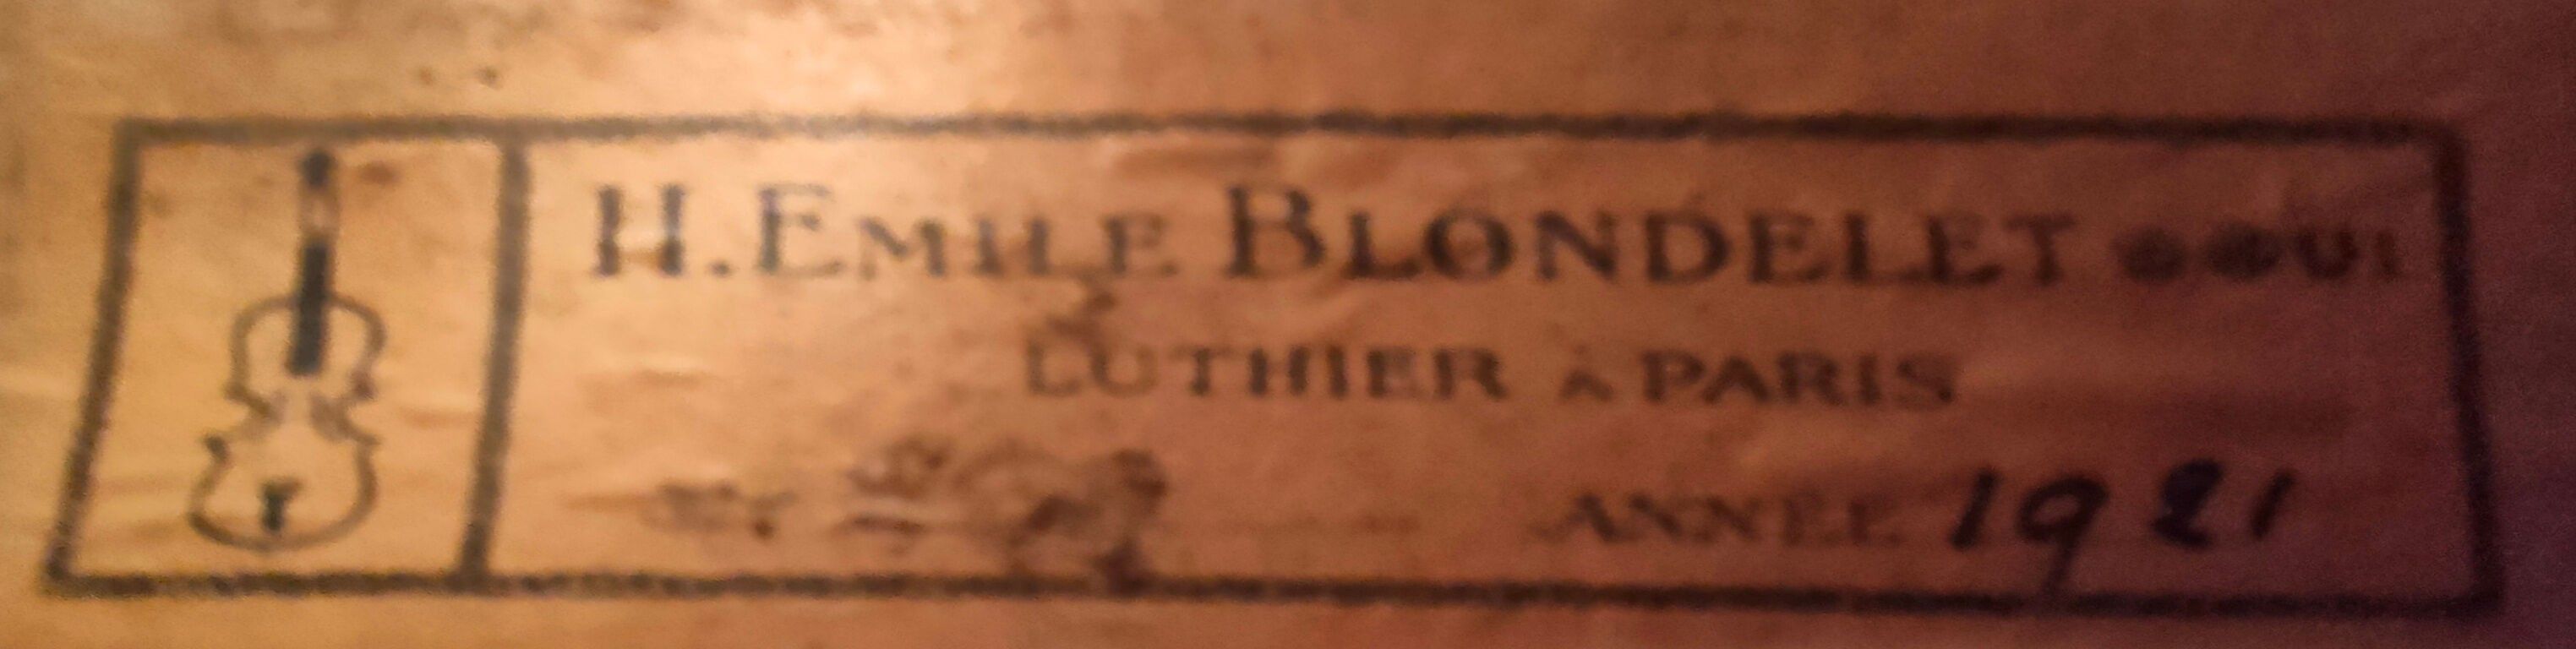 H. EMILE BLONDELET
LUTHIER à PARIS
ANNÉE 1921